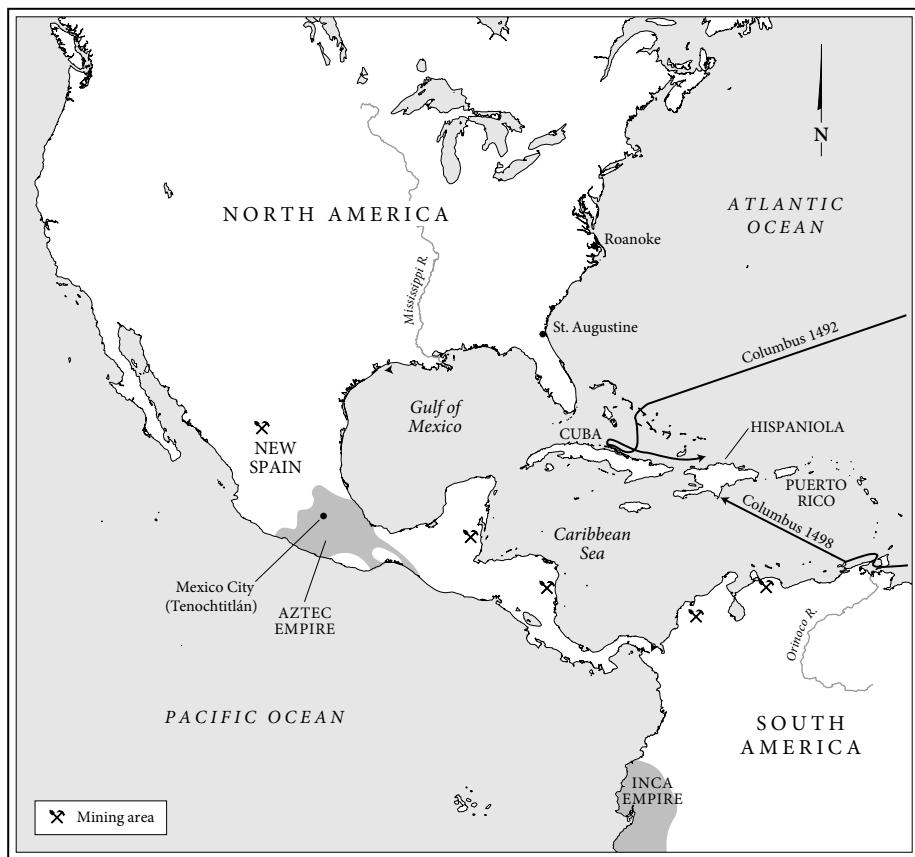 N
ATLANTIC
OCEAN
NORTH AMERICA
Roanoke
Mississippi R.
St. Augustine
Columbus 1492
Gulf of
Mexico
CUBA
HISPANIOLA
NEW
SPAIN
PUERTO
RICO
Columbus 1498
Caribbean
Sea
Mexico City
(Tenochtitlán)
AZTEC
EMPIRE
Orinoco R.
PACIFIC OCEAN
SOUTH
AMERICA
INCA
EMPIRE
Mining area